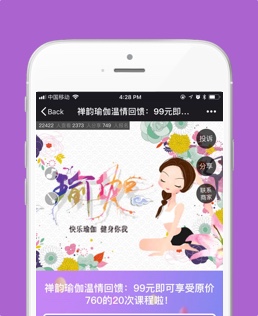 中国移动
4:28 PM
Back
禅韵瑜伽温情回馈：99元即...
22422
2373
749
投诉
分享
联系
商家
瑜伽
快乐瑜伽 健身你我
禅韵瑜伽温情回馈：99元即可享受原价
760的20次课程啦！